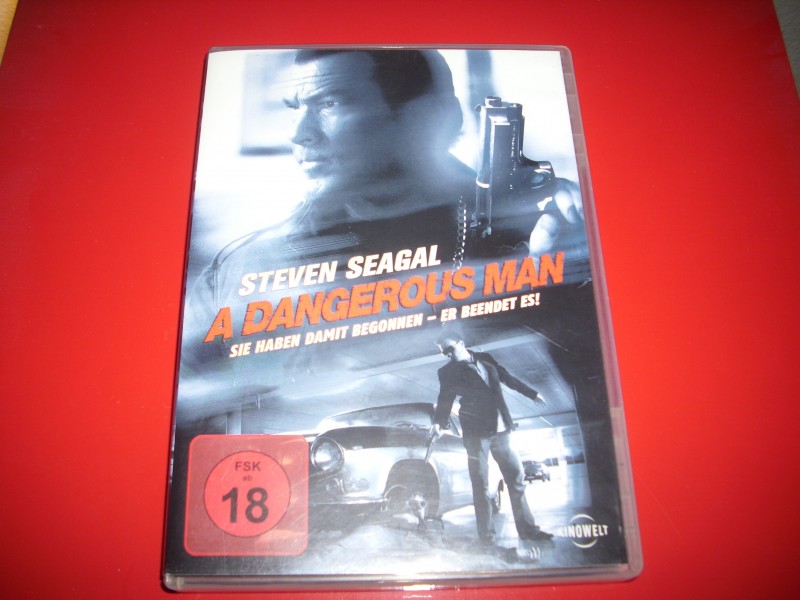 STEVEN SEAGAL
A DANGEROUS MAN
SIE HABEN DAMIT BEGONNEN – ER BEENDET ES!
FSK
ab
18
KINOWELT